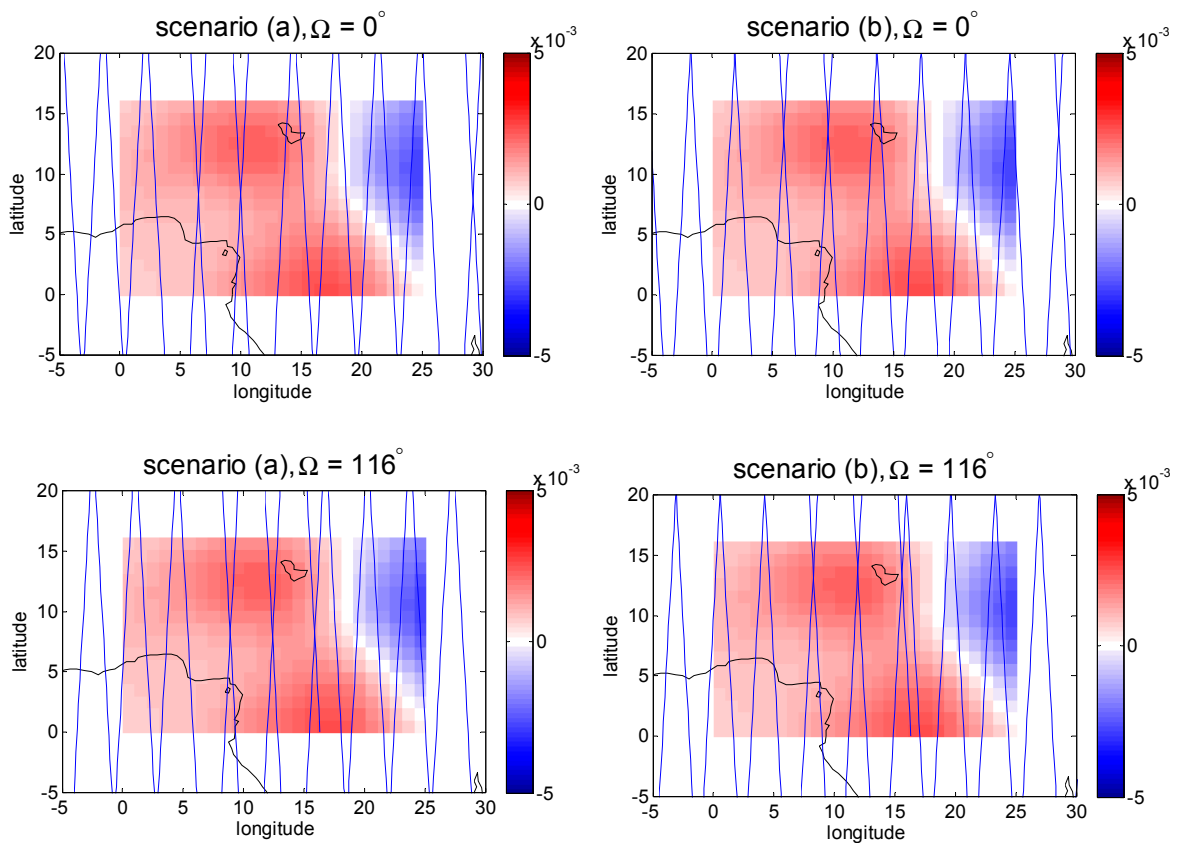 scenario (a), Ω = 0°
x 10⁻³
20
15
10
5
0
-5
latitude
-5 0 5 10 15 20 25 30
longitude
5
0
-5
scenario (b), Ω = 0°
x 10⁻³
20
15
10
5
0
-5
latitude
-5 0 5 10 15 20 25 30
longitude
5
0
-5
scenario (a), Ω = 116°
x 10⁻³
20
15
10
5
0
-5
latitude
-5 0 5 10 15 20 25 30
longitude
5
0
-5
scenario (b), Ω = 116°
x 10⁻³
20
15
10
5
0
-5
latitude
-5 0 5 10 15 20 25 30
longitude
5
0
-5